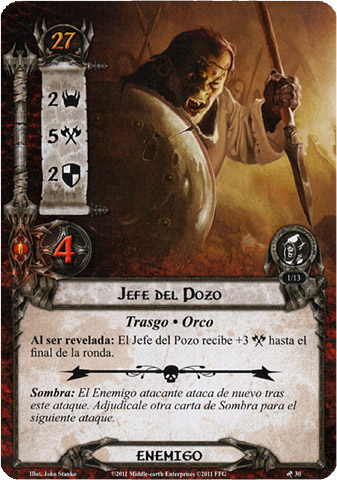 27
2
5
2
4
1/13
JEFE DEL POZO
Trasgo • Orco
Al ser revelada: El Jefe del Pozo recibe +3 hasta el
final de la ronda.
Sombra: El Enemigo atacante ataca de nuevo tras
este ataque. Adjudícale otra carta de Sombra para el
siguiente ataque.
ENEMIGO
Illus. John Stanko ©2011 Middle-earth Enterprises ©2011 FFG 30